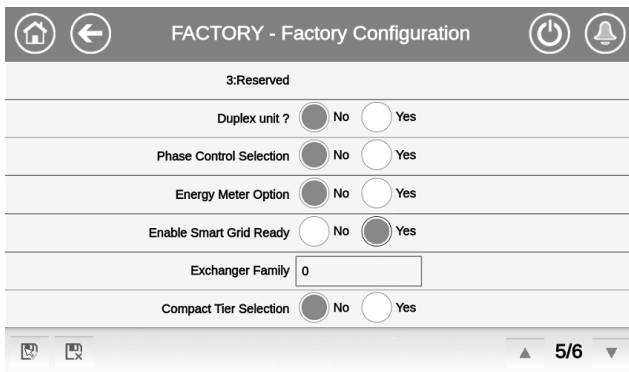 FACTORY - Factory Configuration
3:Reserved
Duplex unit ? No Yes
Phase Control Selection No Yes
Energy Meter Option No Yes
Enable Smart Grid Ready No Yes
Exchanger Family 0
Compact Tier Selection No Yes
5/6